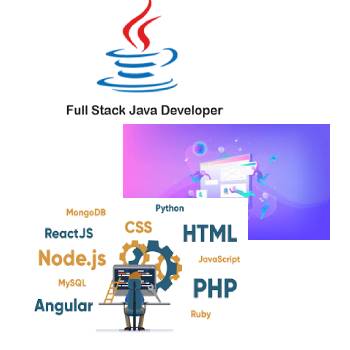 Full Stack Java Developer
MongoDB
Python
CSS
ReactJS
HTML
Node.js
JavaScript
MySQL
PHP
Angular
Ruby